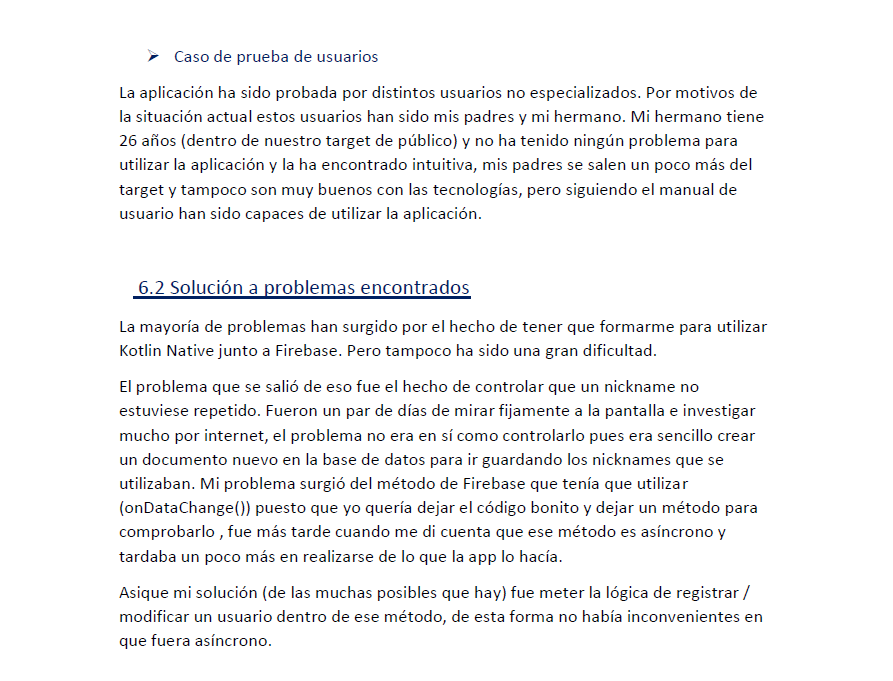 ➢ Caso de prueba de usuarios
La aplicación ha sido probada por distintos usuarios no especializados. Por motivos de
la situación actual estos usuarios han sido mis padres y mi hermano. Mi hermano tiene
26 años (dentro de nuestro target de público) y no ha tenido ningún problema para
utilizar la aplicación y la ha encontrado intuitiva, mis padres se salen un poco más del
target y tampoco son muy buenos con las tecnologías, pero siguiendo el manual de
usuario han sido capaces de utilizar la aplicación.
6.2 Solución a problemas encontrados
La mayoría de problemas han surgido por el hecho de tener que formarme para utilizar
Kotlin Native junto a Firebase. Pero tampoco ha sido una gran dificultad.
El problema que se salió de eso fue el hecho de controlar que un nickname no
estuviese repetido. Fueron un par de días de mirar fijamente a la pantalla e investigar
mucho por internet, el problema no era en sí como controlarlo pues era sencillo crear
un documento nuevo en la base de datos para ir guardando los nicknames que se
utilizaban. Mi problema surgió del método de Firebase que tenía que utilizar
(onDataChange()) puesto que yo quería dejar el código bonito y dejar un método para
comprobarlo , fue más tarde cuando me di cuenta que ese método es asíncrono y
tardaba un poco más en realizarse de lo que la app lo hacía.
Asique mi solución (de las muchas posibles que hay) fue meter la lógica de registrar /
modificar un usuario dentro de ese método, de esta forma no había inconvenientes en
que fuera asíncrono.